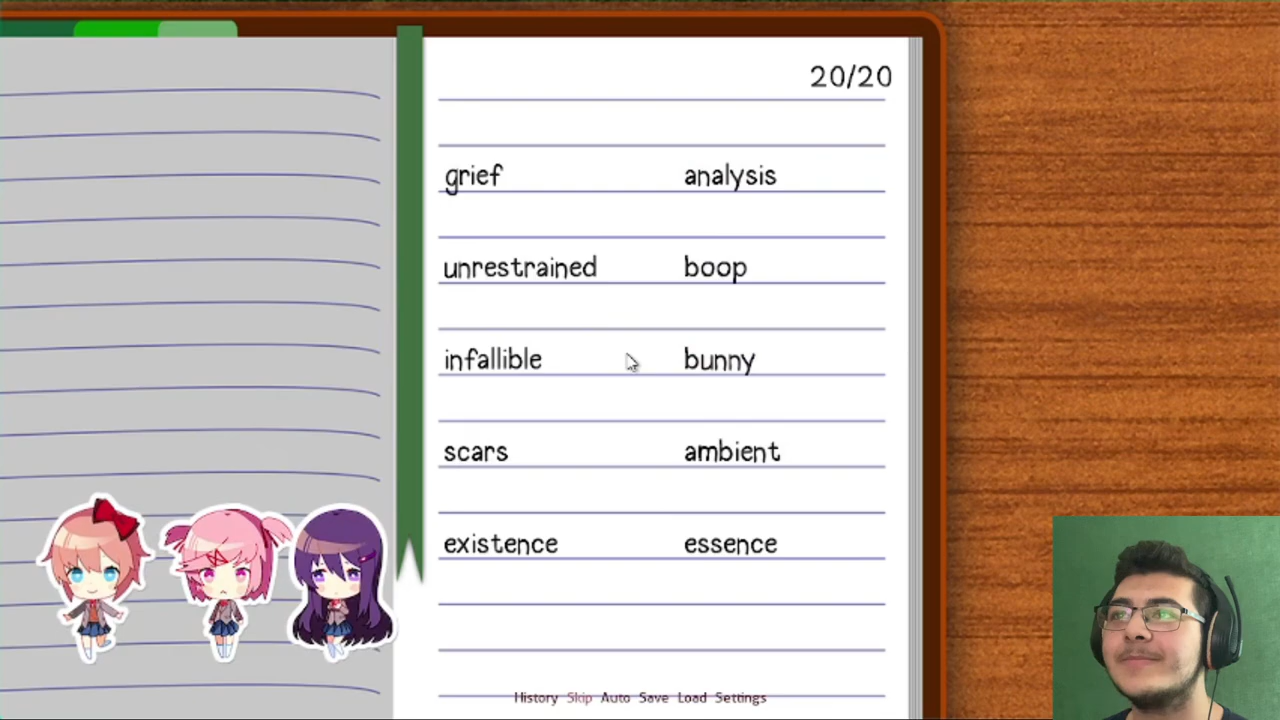 20/20
grief analysis
unrestrained boop
infallible bunny
scars ambient
existence essence
History Skip Auto Save Load Settings